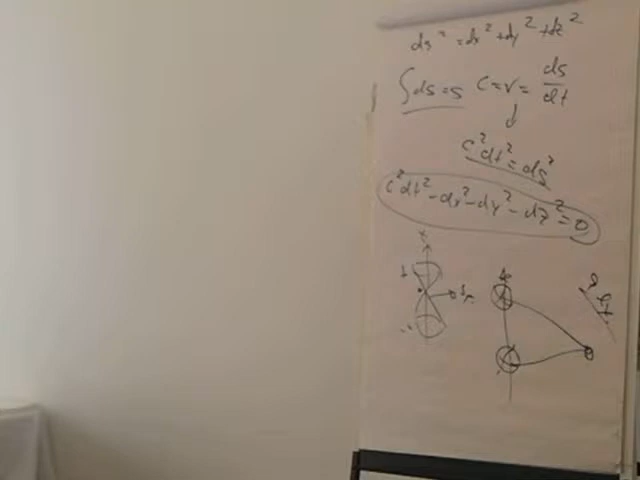 ds² = dx² + dy² + dz²
∫ds = s c = v = ds/dt
↓
c²dt² = ds²
c²dt² - dx² - dy² - dz² = 0